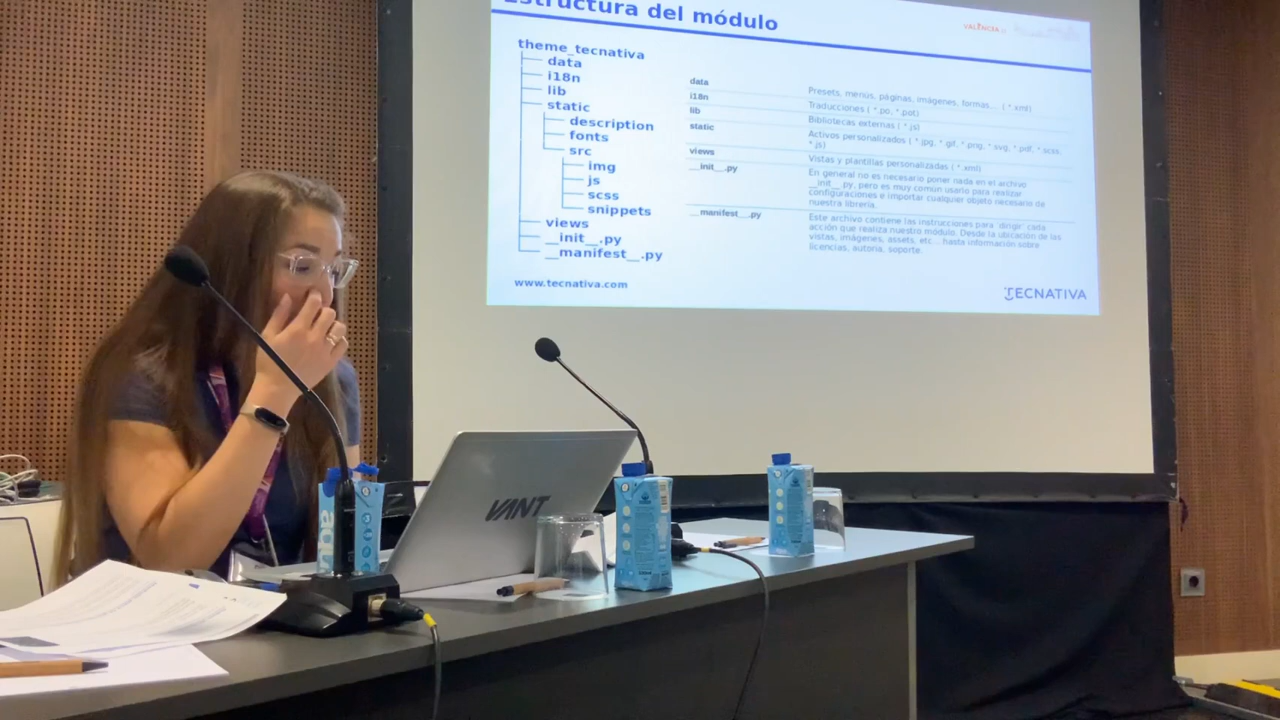 Estructura del módulo
VALÈNCIA
theme_tecnativa
data
i18n
lib
static
description
fonts
src
img
js
scss
snippets
views
__init__.py
__manifest__.py
data
Presets, menús, páginas, imágenes, formas... ( *.xml)
i18n
Traducciones ( *.po, *.pot)
lib
Bibliotecas externas ( *.js)
static
Activos personalizados ( *.jpg, *.gif, *.png, *.svg, *.pdf, *.scss,
*.js)
views
Vistas y plantillas personalizadas ( *.xml)
__init__.py
En general no es necesario poner nada en el archivo
__init__.py, pero es muy común usarlo para realizar
configuraciones e importar cualquier objeto necesario de
nuestra librería.
__manifest__.py
Este archivo contiene las instrucciones para 'dirigir' cada
acción que realiza nuestro módulo. Desde la ubicación de las
vistas, imágenes, assets, etc... hasta información sobre
licencias, autoría, soporte.
www.tecnativa.com
TECNATIVA
VANT